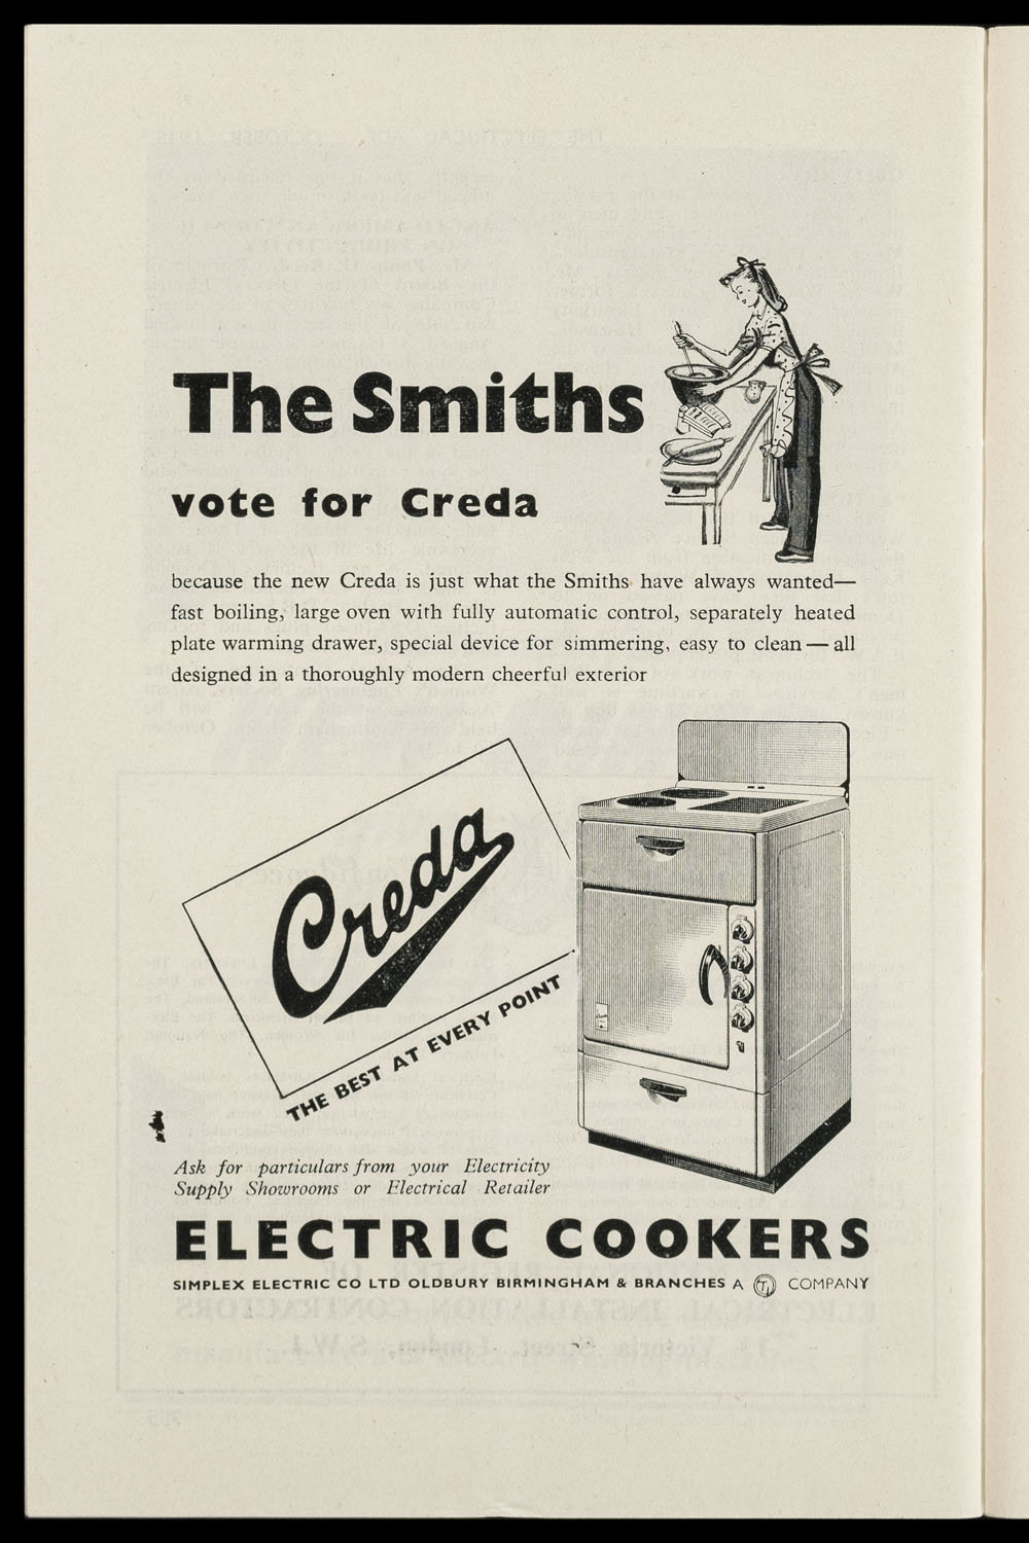 The Smiths
vote for Creda
because the new Creda is just what the Smiths have always wanted—
fast boiling, large oven with fully automatic control, separately heated
plate warming drawer, special device for simmering, easy to clean — all
designed in a thoroughly modern cheerful exterior
Creda
THE BEST AT EVERY POINT
Ask for particulars from your Electricity
Supply Showrooms or Electrical Retailer
ELECTRIC COOKERS
SIMPLEX ELECTRIC CO LTD OLDBURY BIRMINGHAM & BRANCHES A TI COMPANY